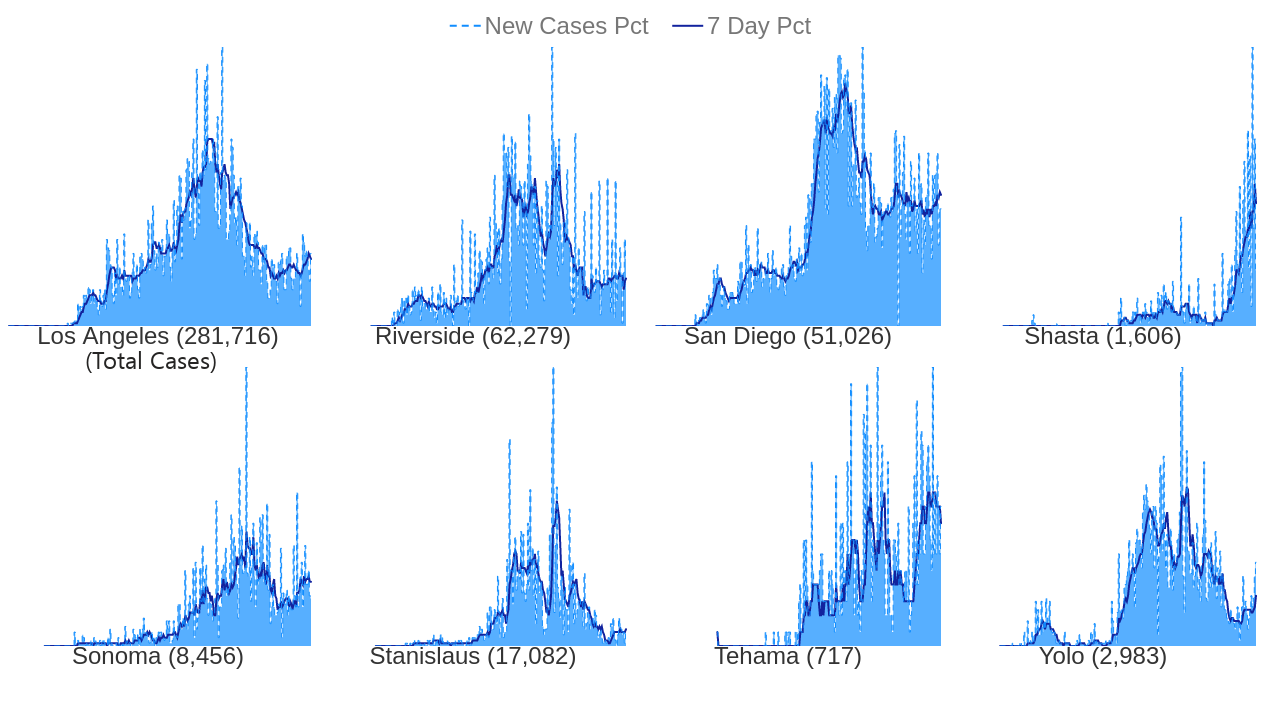 New Cases Pct 7 Day Pct
Los Angeles (281,716) Riverside (62,279) San Diego (51,026) Shasta (1,606)
(Total Cases)
Sonoma (8,456) Stanislaus (17,082) Tehama (717) Yolo (2,983)